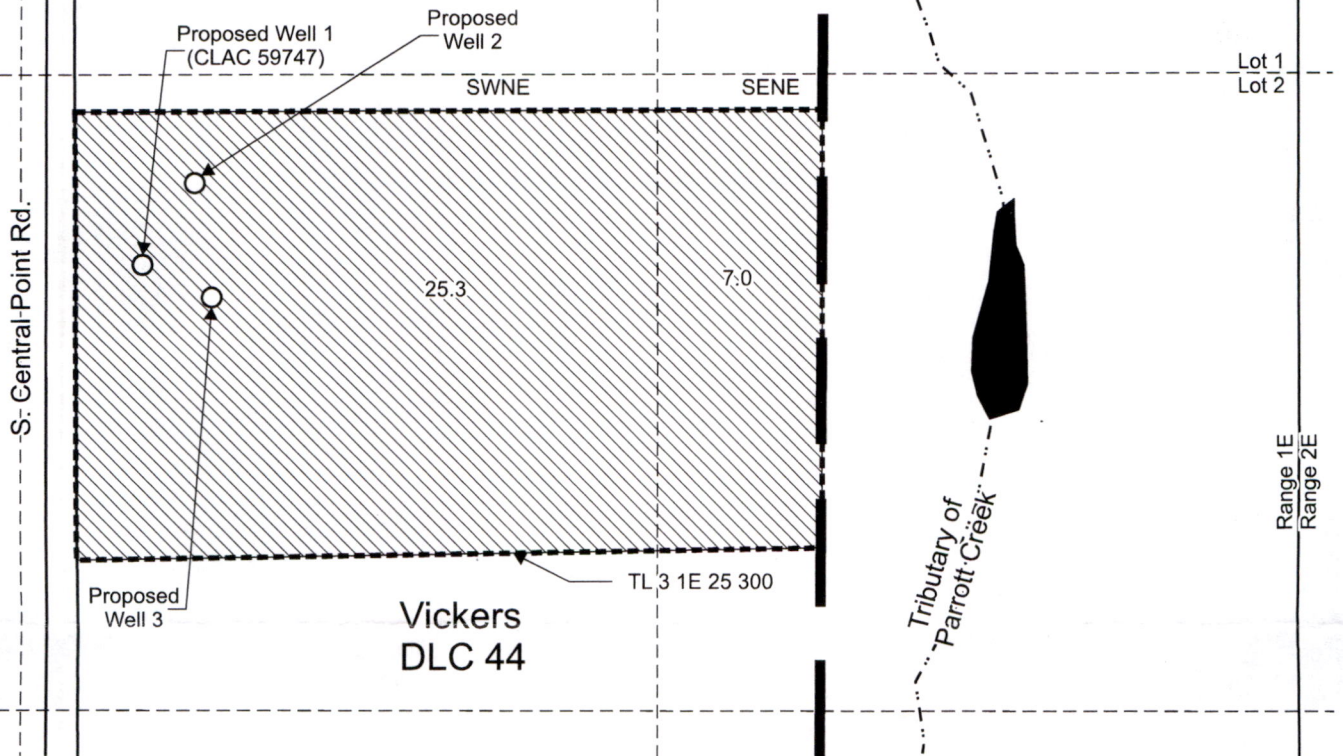 Proposed Well 1
(CLAC 59747)
Proposed
Well 2
SWNE
SENE
Lot 1
Lot 2
S. Central Point Rd.
25.3
7.0
Range 1E
Range 2E
Tributary of
Parrott Creek
TL 3 1E 25 300
Proposed
Well 3
Vickers
DLC 44